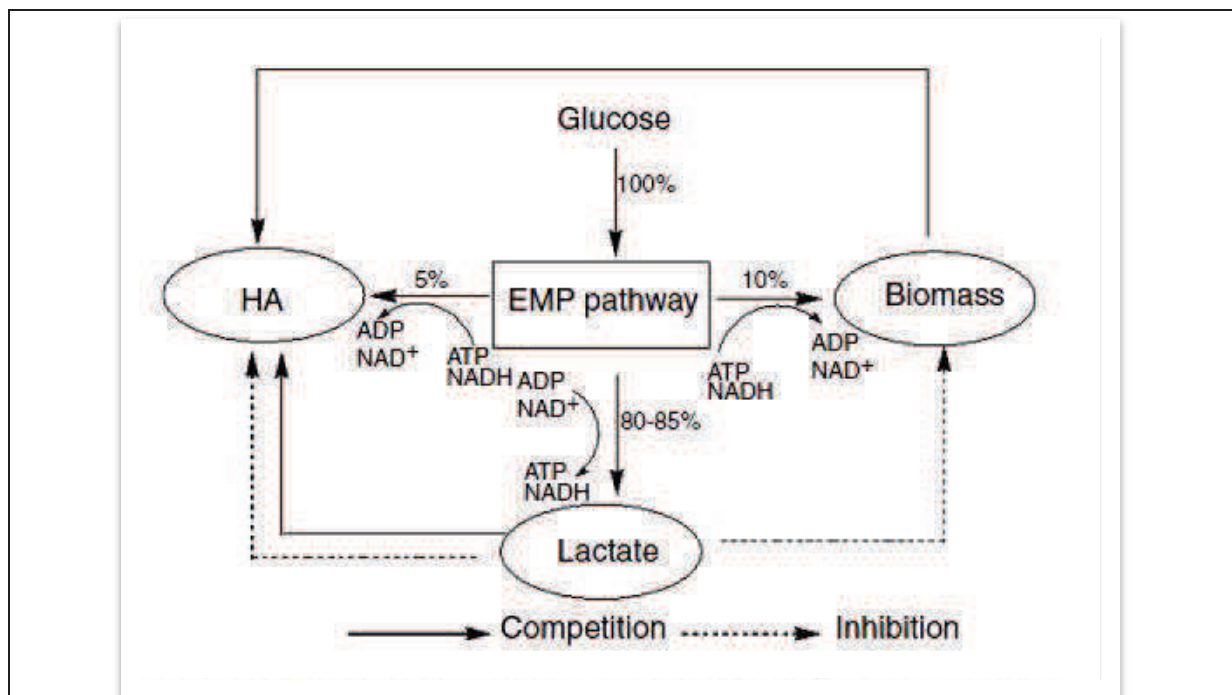 Glucose
100%
5%
10%
HA
EMP pathway
Biomass
ADP
NAD+
ATP
NADH
ADP
NAD+
ATP
NADH
ADP
NAD+
80-85%
ATP
NADH
Lactate
Competition
Inhibition